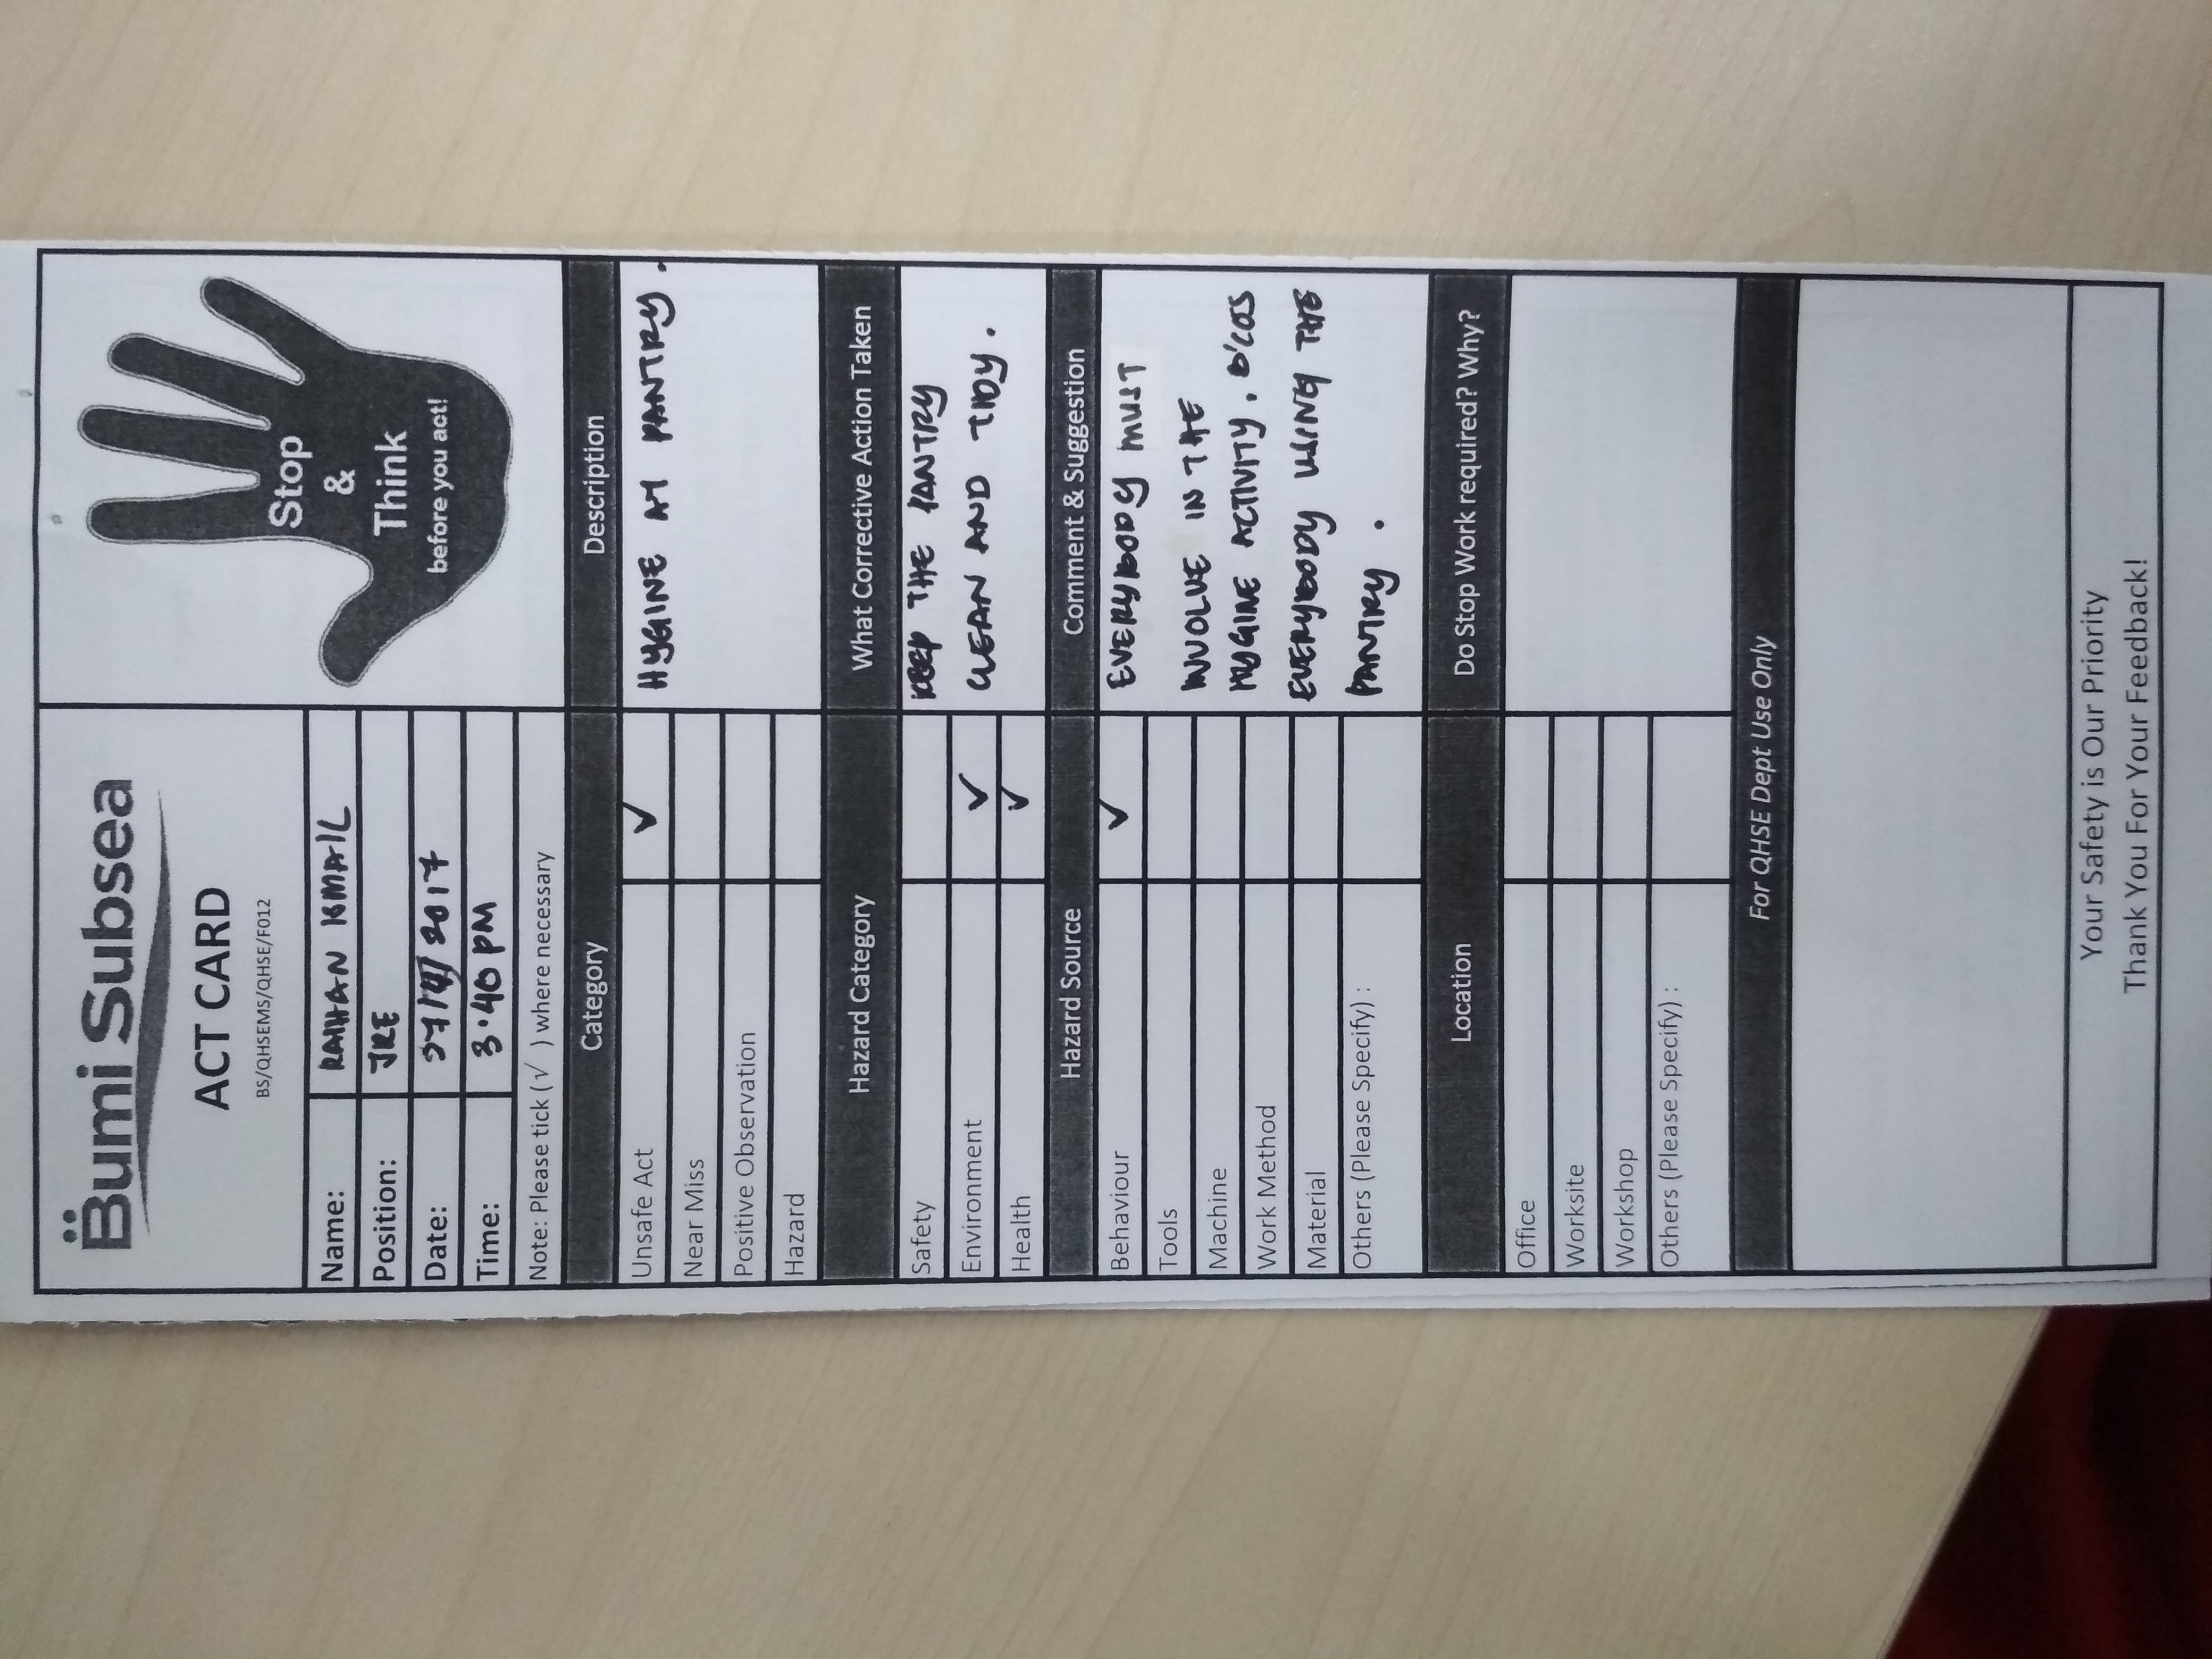 Bumi Subsea
ACT CARD
BS/QHSEMS/QHSE/F012
Stop
&
Think
before you act!
Name:
Position: JRE
Date: 2017
Time: 3.40 PM
Note: Please tick (√ ) where necessary
Category
Description
Unsafe Act ✓
Near Miss
Positive Observation
Hazard
HYGINE AT PANTRY.
Hazard Category
What Corrective Action Taken
Safety
Environment ✓
Health ✓
KEEP THE PANTRY
CLEAN AND TIDY.
Hazard Source
Comment & Suggestion
Behaviour ✓
Tools
Machine
Work Method
Material
Others (Please Specify) :
EVERYBODY MUST
INVOLVE IN THE
HYGINE ACTIVITY. B'COS
EVERYBODY USING THE
PANTRY.
Location
Do Stop Work required? Why?
Office
Worksite
Workshop
Others (Please Specify) :
For QHSE Dept Use Only
Your Safety is Our Priority
Thank You For Your Feedback!